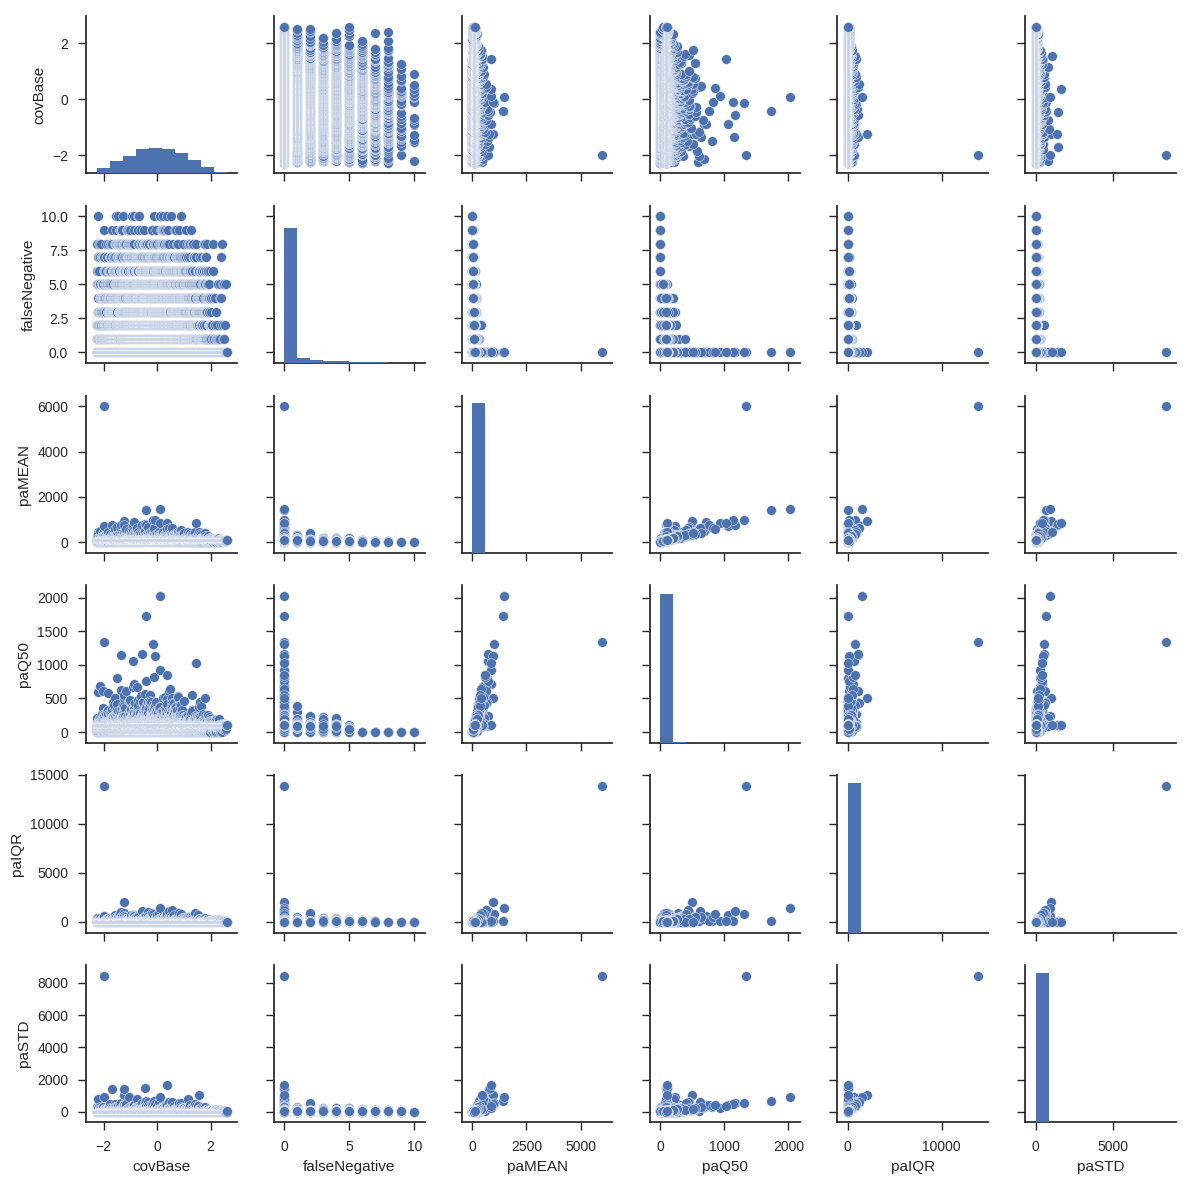 2
0
−2
covBase
10.0
7.5
5.0
2.5
0.0
falseNegative
6000
4000
2000
0
paMEAN
2000
1500
1000
500
0
paQ50
15000
10000
5000
0
paIQR
8000
6000
4000
2000
0
paSTD
−2 0 2
0 5 10
0 2500 5000
0 1000 2000
0 10000
0 5000
covBase falseNegative paMEAN paQ50 paIQR paSTD